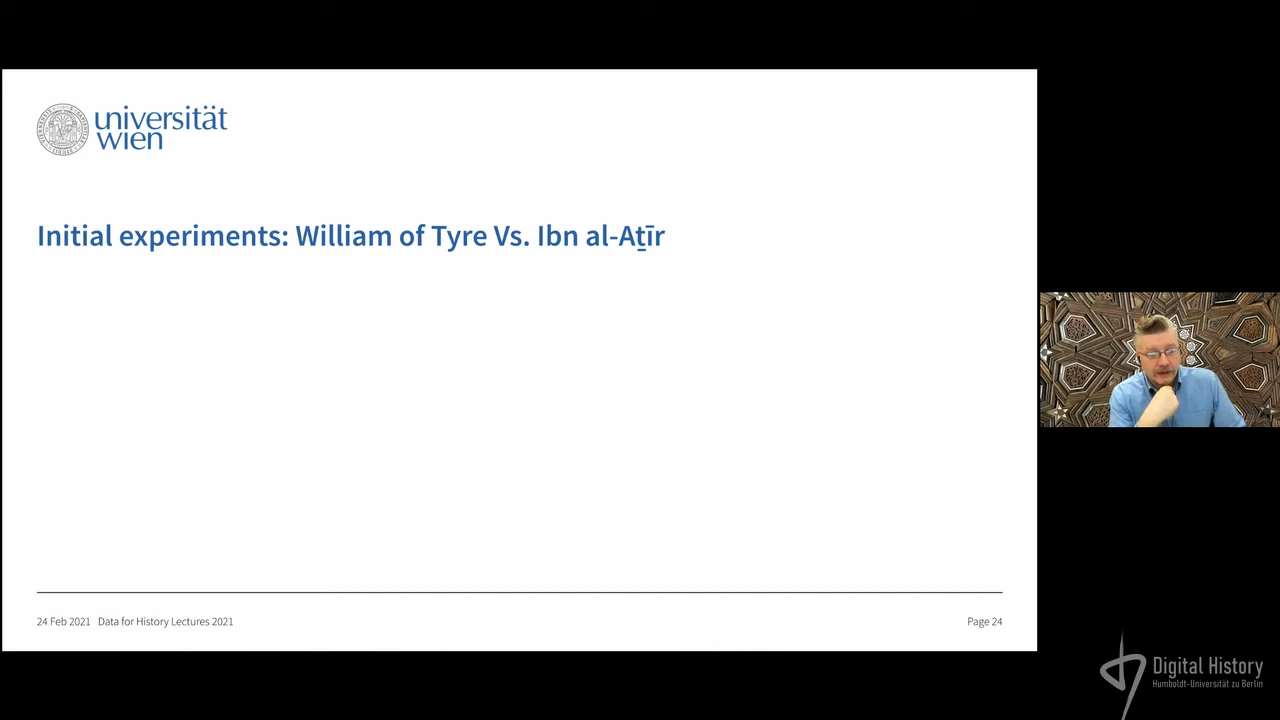 universität
wien
Initial experiments: William of Tyre Vs. Ibn al-Aṯīr
24 Feb 2021 Data for History Lectures 2021
Page 24
Digital History
Humboldt-Universität zu Berlin